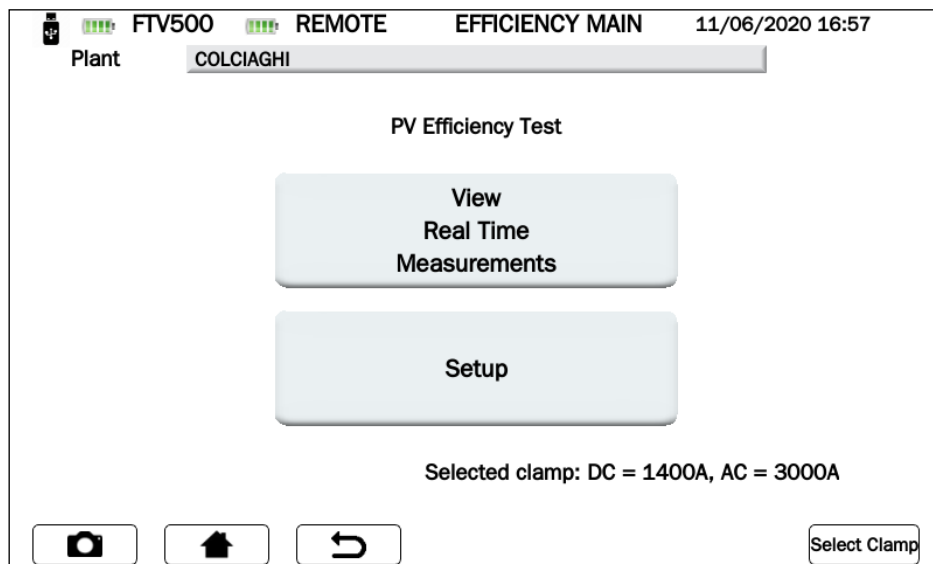 FTV500 REMOTE EFFICIENCY MAIN 11/06/2020 16:57
Plant COLCIAGHI
PV Efficiency Test
View
Real Time
Measurements
Setup
Selected clamp: DC = 1400A, AC = 3000A
Select Clamp